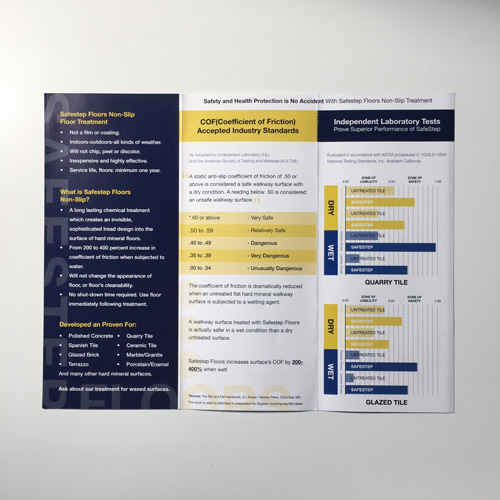 Safety and Health Protection is No Accident With Safestep Floors Non-Slip Treatment
SAFESTEP
FLOORS
Safestep Floors Non-Slip
Floor Treatment
• Not a film or coating.
• Indoors-outdoors-all kinds of weather.
• Will not chip, peel or discolor.
• Inexpensive and highly effective.
• Service life, floors: minimum one year.
What is Safestep Floors
Non-Slip?
• A long lasting chemical treatment
which creates an invisible,
sophisticated tread design into the
surface of hard mineral floors.
• From 200 to 400 percent increase in
coefficient of friction when subjected to
water.
• Will not change the appearance of
floor, or floor's cleanability.
• No shut-down time required. Use floor
immediately following treatment.
Developed an Proven For:
• Polished Concrete • Quarry Tile
• Spanish Tile • Ceramic Tile
• Glazed Brick • Marble/Granite
• Terrazzo • Porcelain/Enamel
And many other hard mineral surfaces.
Ask about our treatment for waxed surfaces.
COF(Coefficient of Friction)
Accepted Industry Standards
As Adopted by Underwriters Laboratory (UL)
And the American Society of Testing and Materials (A.S.T.M.)
A static anti-slip coefficient of friction of .50 or
above is considered a safe walkway surface with
a dry condition. A reading below .50 is considered
an unsafe walkway surface.
*.60 or above - Very Safe
.50 to .59 - Relatively Safe
.40 to .49 - Dangerous
.35 to .39 - Very Dangerous
.00 to .34 - Unusually Dangerous
The coefficient of friction is dramatically reduced
when an untreated flat hard mineral walkway
surface is subjected to a wetting agent.
A walkway surface treated with Safestep Floors
is actually safer in a wet condition than a dry
untreated surface.
Safestep Floors increases surface's COF by 200-
400% when wet!
Independent Laboratory Tests
Prove Superior Performance of SafeStep
Evaluated in accordance with ASTM procedures C-1028-D-1894
National Testing Standards, Inc. Anaheim California
0.00 ZONE OF LIABILITY 0.50 ZONE OF SAFETY 1.00
DRY
UNTREATED TILE
SAFESTEP
UNTREATED TILE
SAFESTEP
WET
UNTREATED TILE
SAFESTEP
UNTREATED TILE
SAFESTEP
QUARRY TILE
0.00 ZONE OF LIABILITY 0.50 ZONE OF SAFETY 1.00
DRY
UNTREATED TILE
SAFESTEP
UNTREATED TILE
SAFESTEP
WET
UNTREATED TILE
SAFESTEP
UNTREATED TILE
SAFESTEP
GLAZED TILE